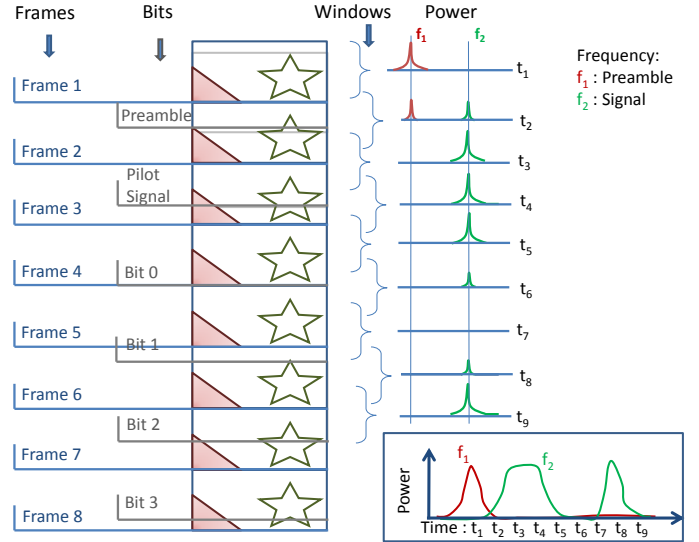 Frames Bits Windows Power
f1 f2
Frequency:
f1 : Preamble
f2 : Signal
Frame 1
t1
Preamble
t2
Frame 2
t3
Pilot
Signal
t4
Frame 3
t5
Frame 4
Bit 0
t6
Frame 5
t7
Bit 1
t8
Frame 6
t9
Bit 2
Frame 7
Bit 3
Frame 8
f1 f2
Power
Time : t1 t2 t3 t4 t5 t6 t7 t8 t9